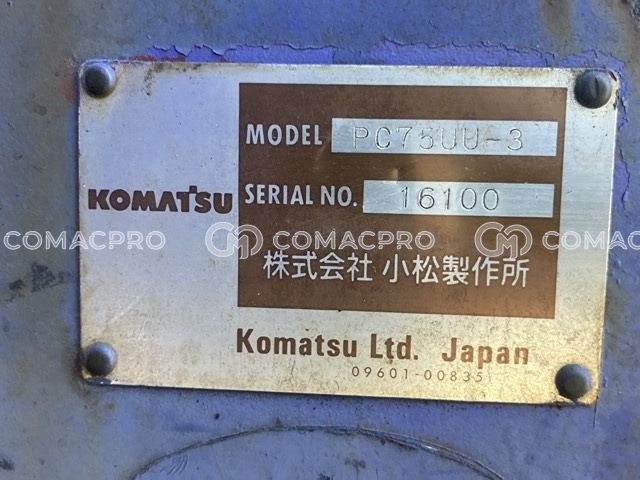 MODEL PC75UU-3
KOMATSU
SERIAL NO. 16100
COMACPRO COMACPRO COMACPRO
株式会社 小松製作所
Komatsu Ltd. Japan
09601-00835